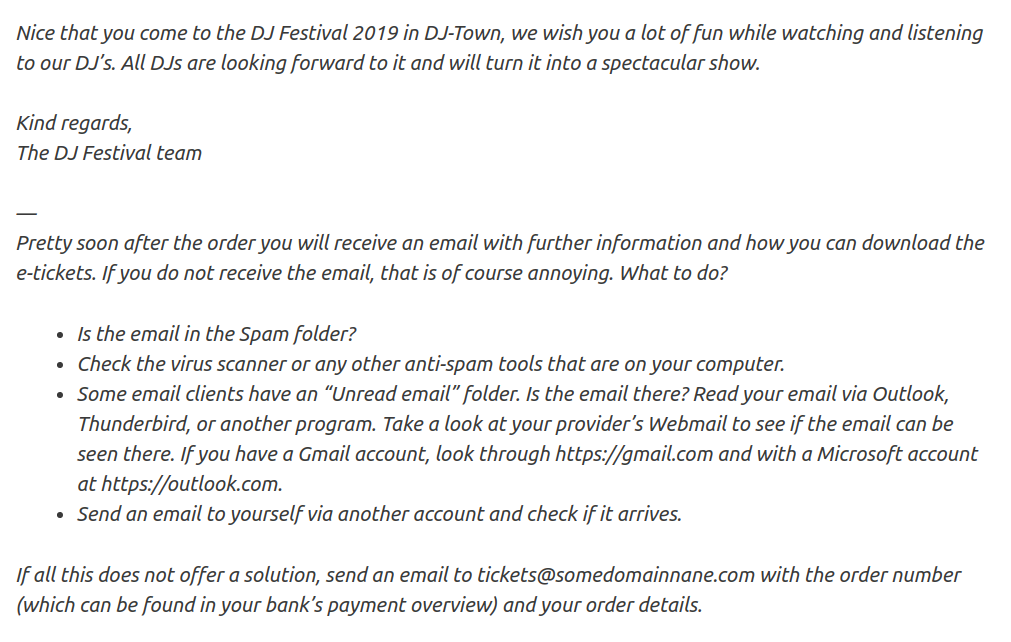 Nice that you come to the DJ Festival 2019 in DJ-Town, we wish you a lot of fun while watching and listening
to our DJ’s. All DJs are looking forward to it and will turn it into a spectacular show.
Kind regards,
The DJ Festival team
—
Pretty soon after the order you will receive an email with further information and how you can download the
e-tickets. If you do not receive the email, that is of course annoying. What to do?
• Is the email in the Spam folder?
• Check the virus scanner or any other anti-spam tools that are on your computer.
• Some email clients have an “Unread email” folder. Is the email there? Read your email via Outlook,
Thunderbird, or another program. Take a look at your provider’s Webmail to see if the email can be
seen there. If you have a Gmail account, look through https://gmail.com and with a Microsoft account
at https://outlook.com.
• Send an email to yourself via another account and check if it arrives.
If all this does not offer a solution, send an email to tickets@somedomainnane.com with the order number
(which can be found in your bank’s payment overview) and your order details.